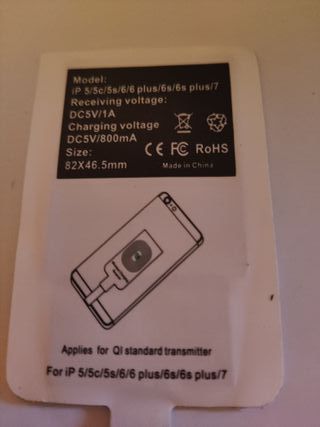 Model:
iP 5/5c/5s/6/6 plus/6s/6s plus/7
Receiving voltage:
DC5V/1A
Charging voltage
DC5V/800mA
Size:
82X46.5mm
CE FC RoHS
Made in China
Applies for QI standard transmitter
For iP 5/5c/5s/6/6 plus/6s/6s plus/7